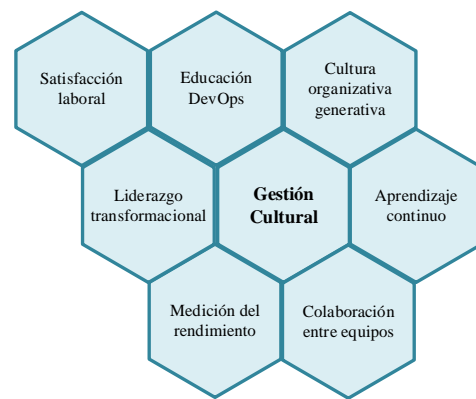 Satisfacción
laboral
Educación
DevOps
Cultura
organizativa
generativa
Liderazgo
transformacional
Gestión
Cultural
Aprendizaje
continuo
Medición del
rendimiento
Colaboración
entre equipos